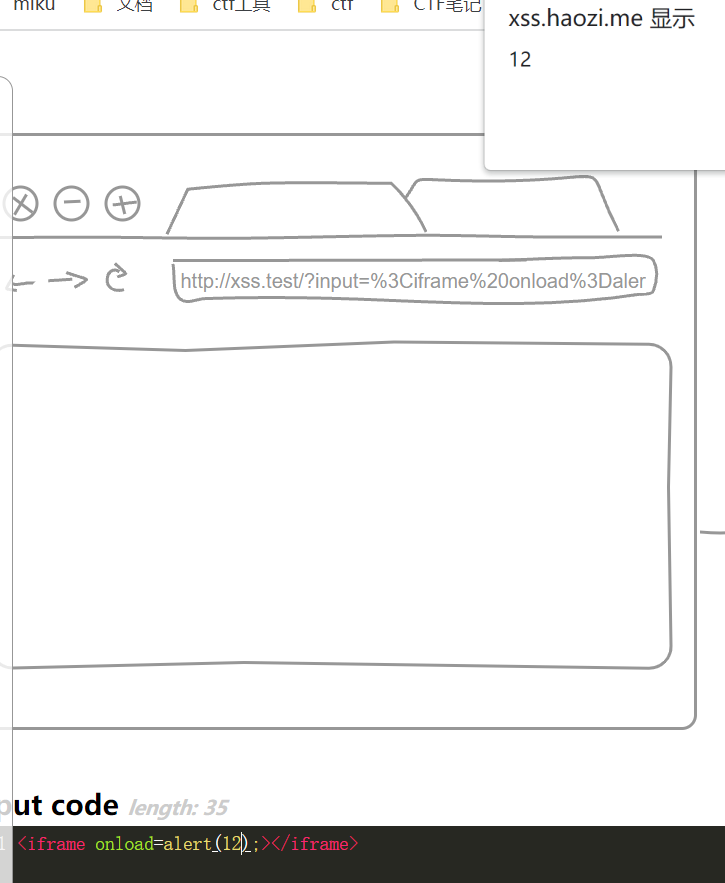 miku 文档 ctf工具 ctf CTF笔记
xss.haozi.me 显示
12
http://xss.test/?input=%3Ciframe%20onload%3Daler
put code length: 35
1 <iframe onload=alert(12);></iframe>